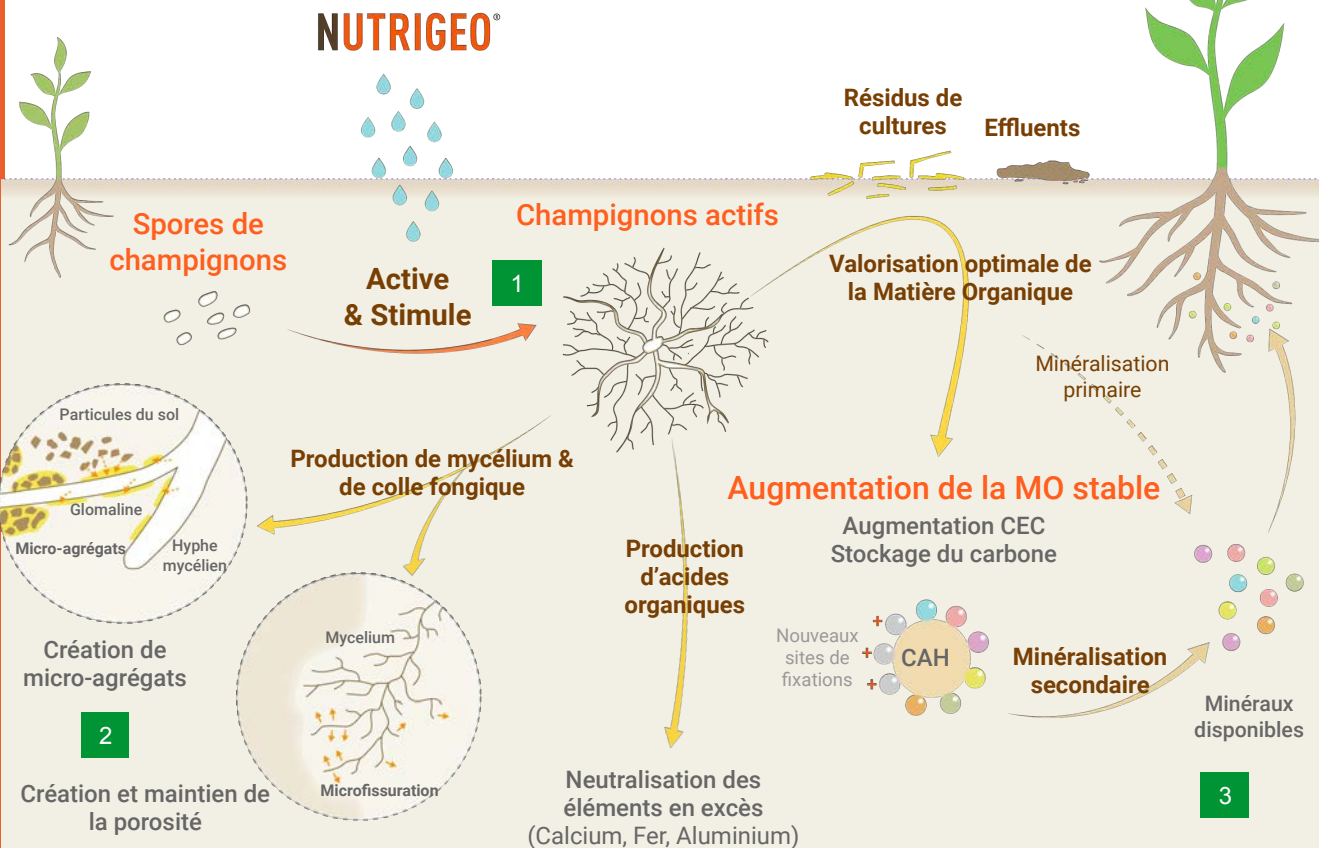 NUTRIGEO®
Résidus de
cultures
Effluents
Spores de
champignons
Champignons actifs
Active
& Stimule
1
Valorisation optimale de
la Matière Organique
Minéralisation
primaire
Particules du sol
Glomaline
Micro-agrégats
Hyphe
mycélien
Production de mycélium &
de colle fongique
Augmentation de la MO stable
Augmentation CEC
Stockage du carbone
Production
d'acides
organiques
Création de
micro-agrégats
2
Création et maintien de
la porosité
Mycelium
Microfissuration
Nouveaux
sites de
fixations
+
+
+
CAH
Minéralisation
secondaire
Minéraux
disponibles
3
Neutralisation des
éléments en excès
(Calcium, Fer, Aluminium)